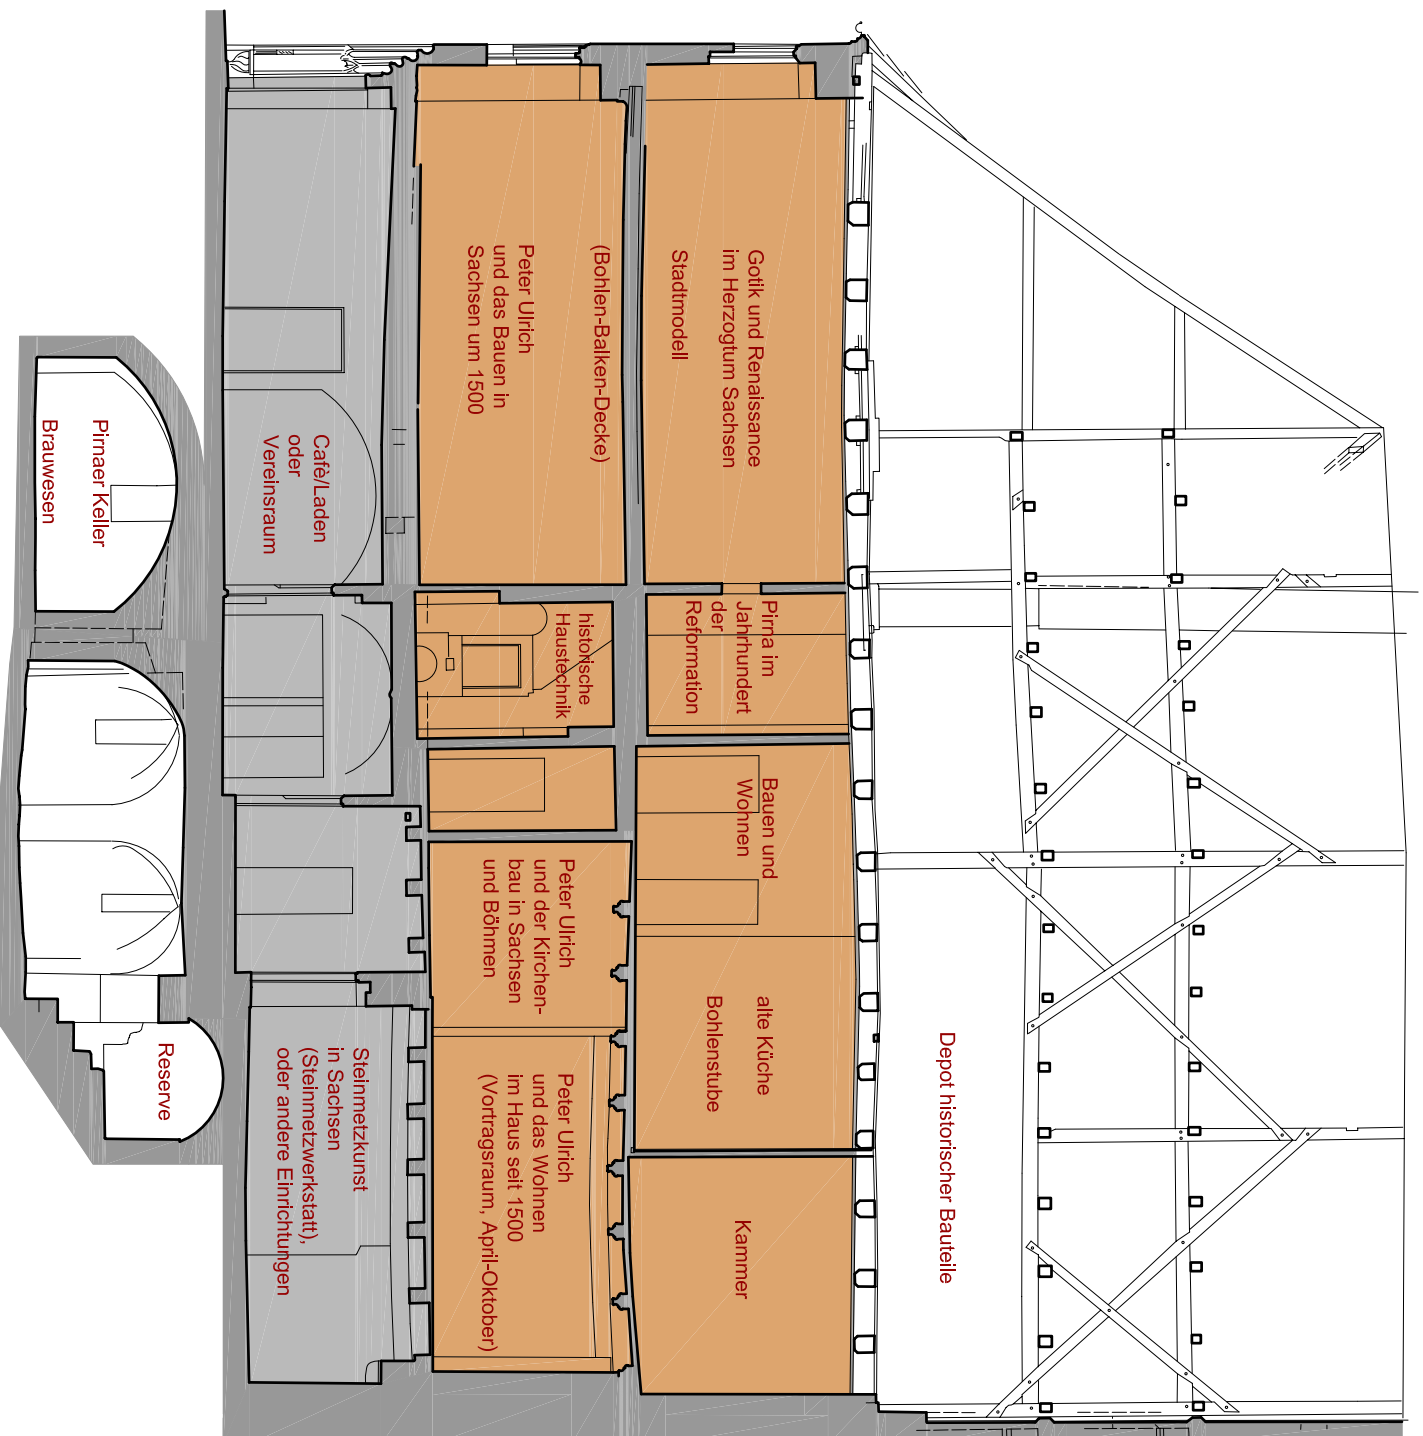 Depot historischer Bauteile
Gotik und Renaissance
im Herzogtum Sachsen
Stadtmodell
Pirna im
Jahrhundert
der
Reformation
Bauen und
Wohnen
alte Küche
Bohlenstube
Kammer
(Bohlen-Balken-Decke)
Peter Ulrich
und das Bauen in
Sachsen um 1500
historische
Haustechnik
Peter Ulrich
und der Kirchen-
bau in Sachsen
und Böhmen
Peter Ulrich
und das Wohnen
im Haus seit 1500
(Vortragsraum, April-Oktober)
Cafè/Laden
oder
Vereinsraum
Steinmetzkunst
in Sachsen
(Steinmetzwerkstatt),
oder andere Einrichtungen
Pirnaer Keller
Brauwesen
Reserve